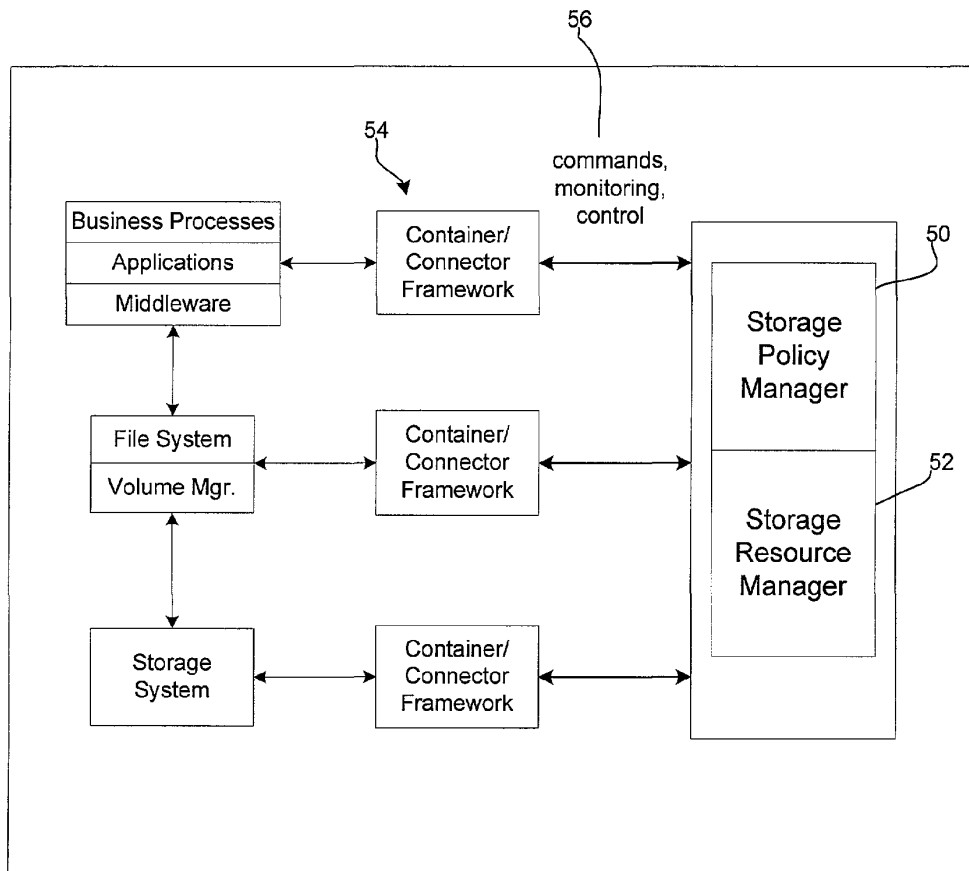 56
54
commands,
monitoring,
control
Business Processes
Applications
Middleware
Container/
Connector
Framework
50
Storage
Policy
Manager
File System
Volume Mgr.
Container/
Connector
Framework
52
Storage
Resource
Manager
Storage
System
Container/
Connector
Framework